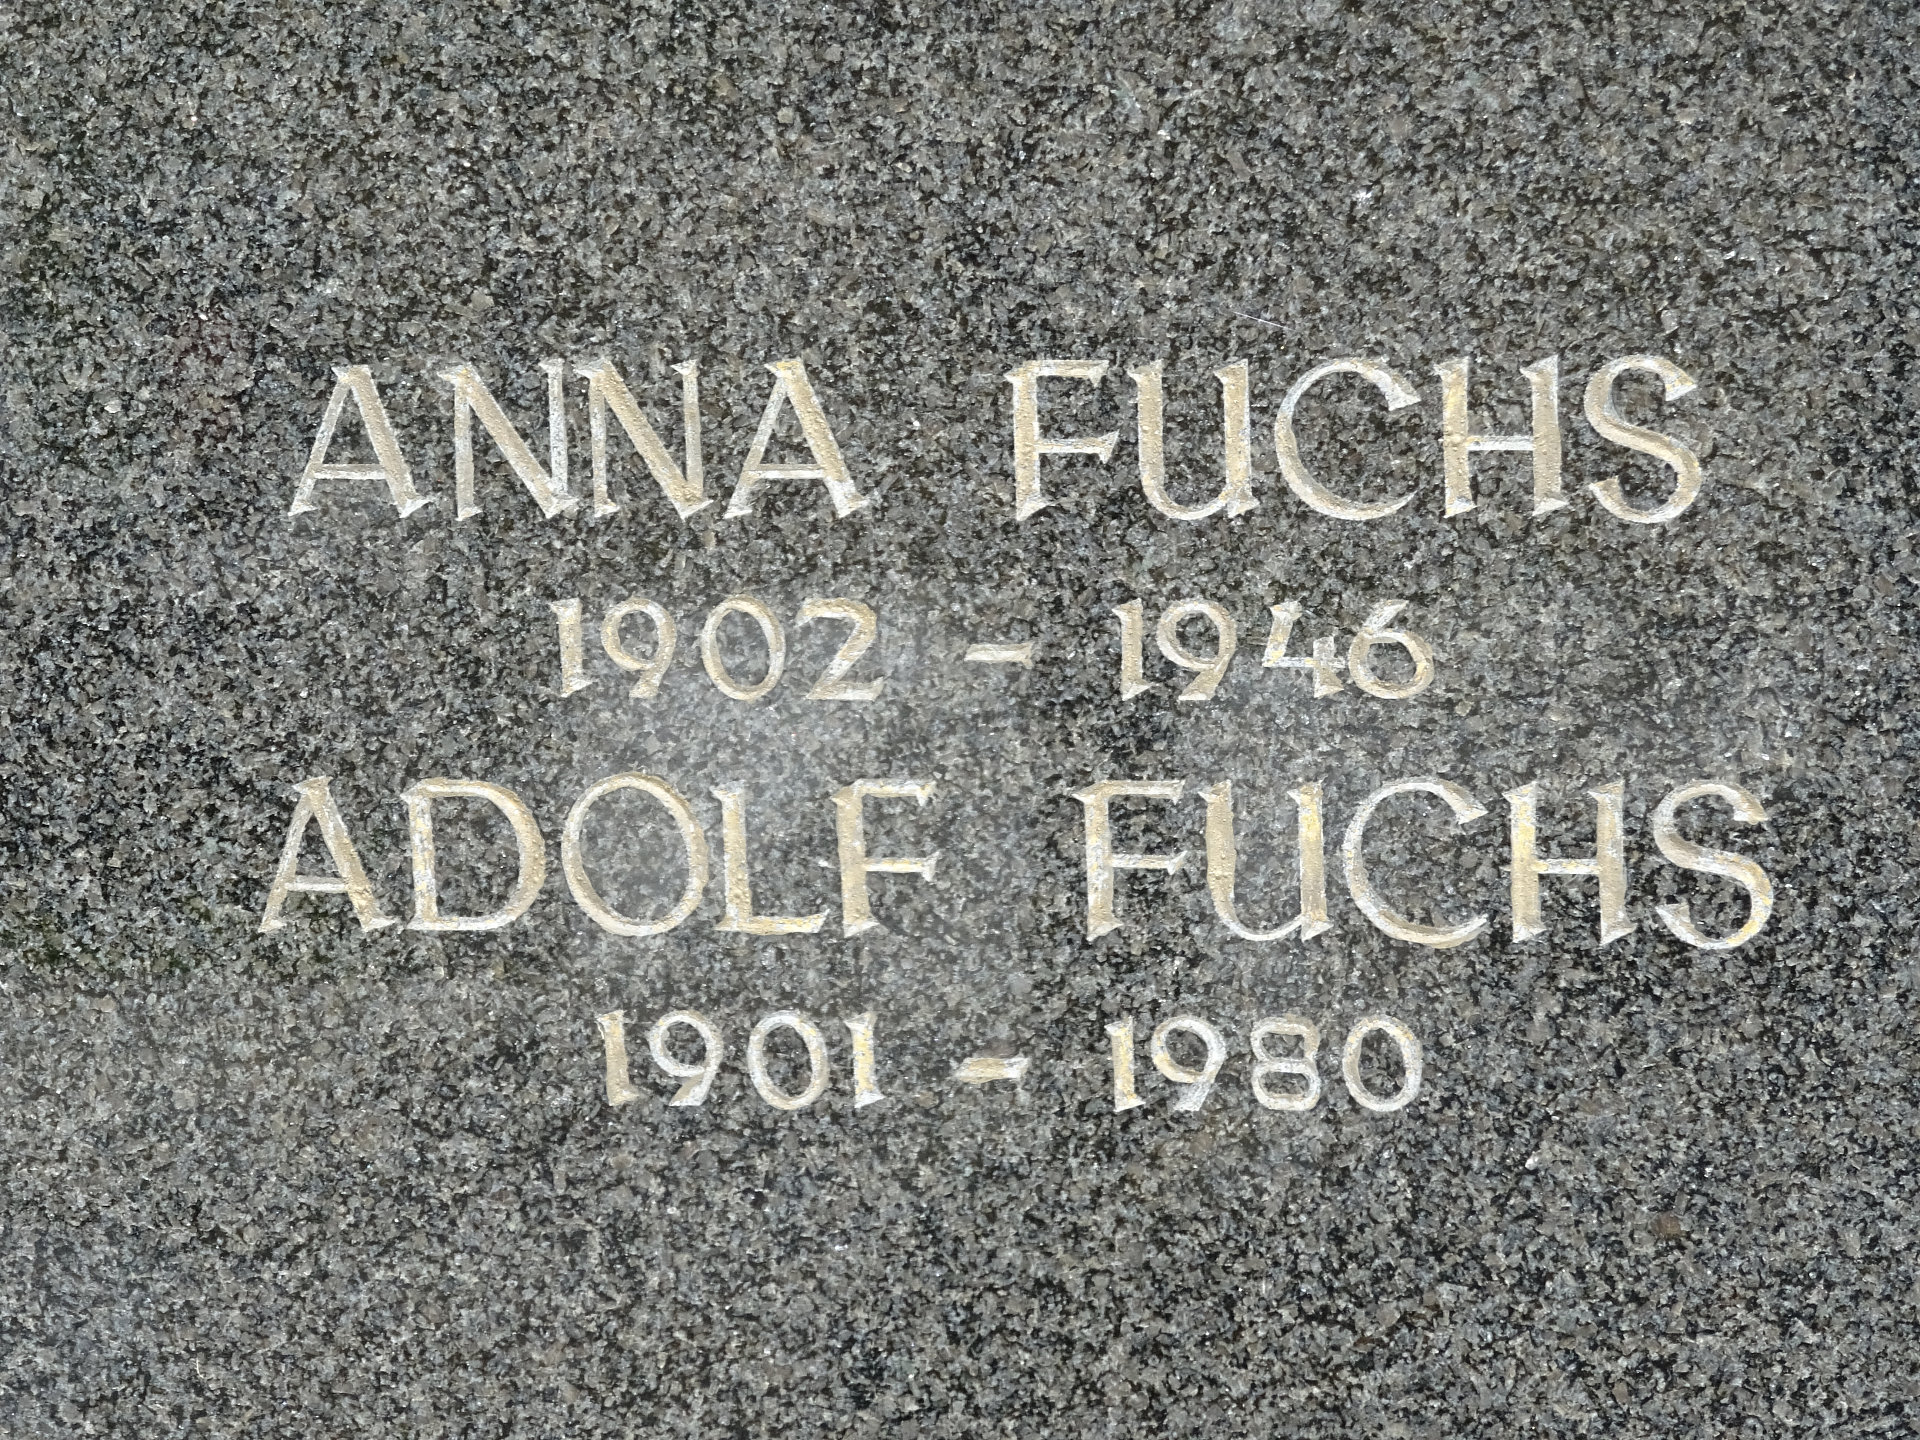 ANNA FUCHS
1902 - 1946
ADOLF FUCHS
1901 - 1980